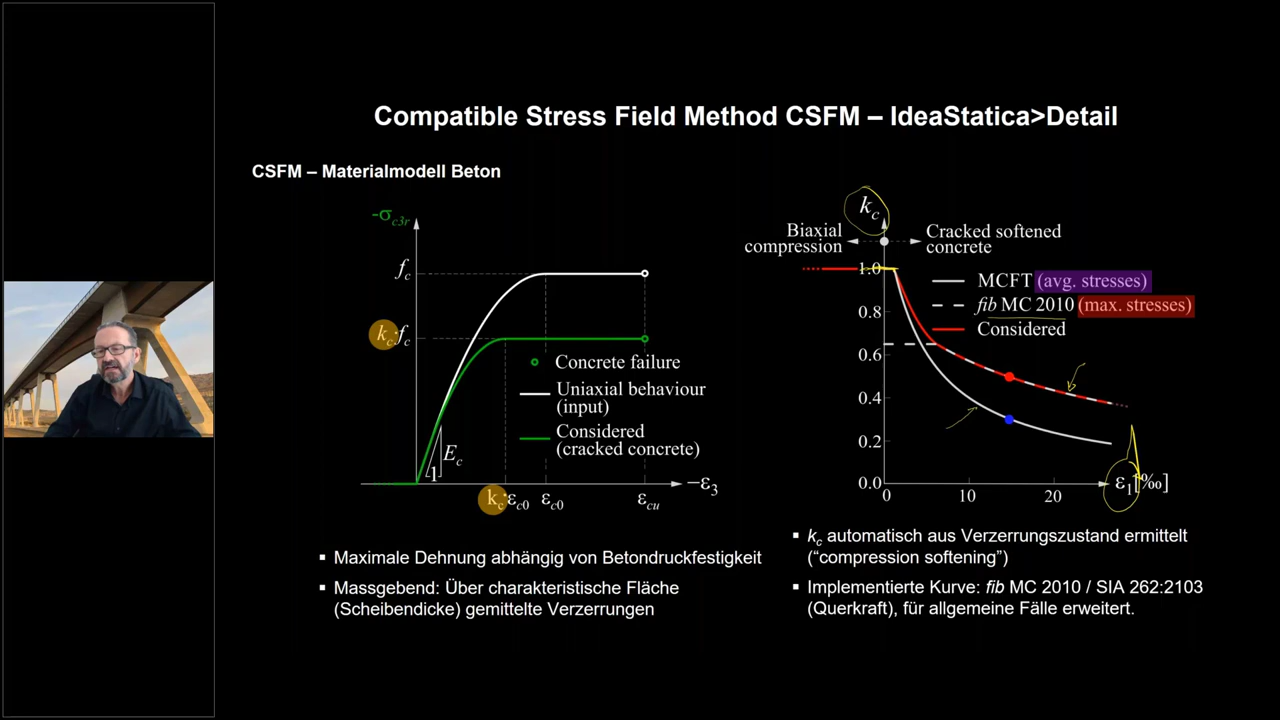 Compatible Stress Field Method CSFM – IdeaStatica>Detail
CSFM – Materialmodell Beton
-σc3r
fc
kc·fc
Concrete failure
Uniaxial behaviour
(input)
Considered
(cracked concrete)
Ec
1
kc·εc0
εc0
εcu
−ε3
▪ Maximale Dehnung abhängig von Betondruckfestigkeit
▪ Massgebend: Über charakteristische Fläche
(Scheibendicke) gemittelte Verzerrungen
kc
Biaxial
compression
Cracked softened
concrete
1.0
MCFT (avg. stresses)
fib MC 2010 (max. stresses)
Considered
0.8
0.6
0.4
0.2
0.0
0
10
20
ε1[‰]
▪ kc automatisch aus Verzerrungszustand ermittelt
(“compression softening”)
▪ Implementierte Kurve: fib MC 2010 / SIA 262:2103
(Querkraft), für allgemeine Fälle erweitert.